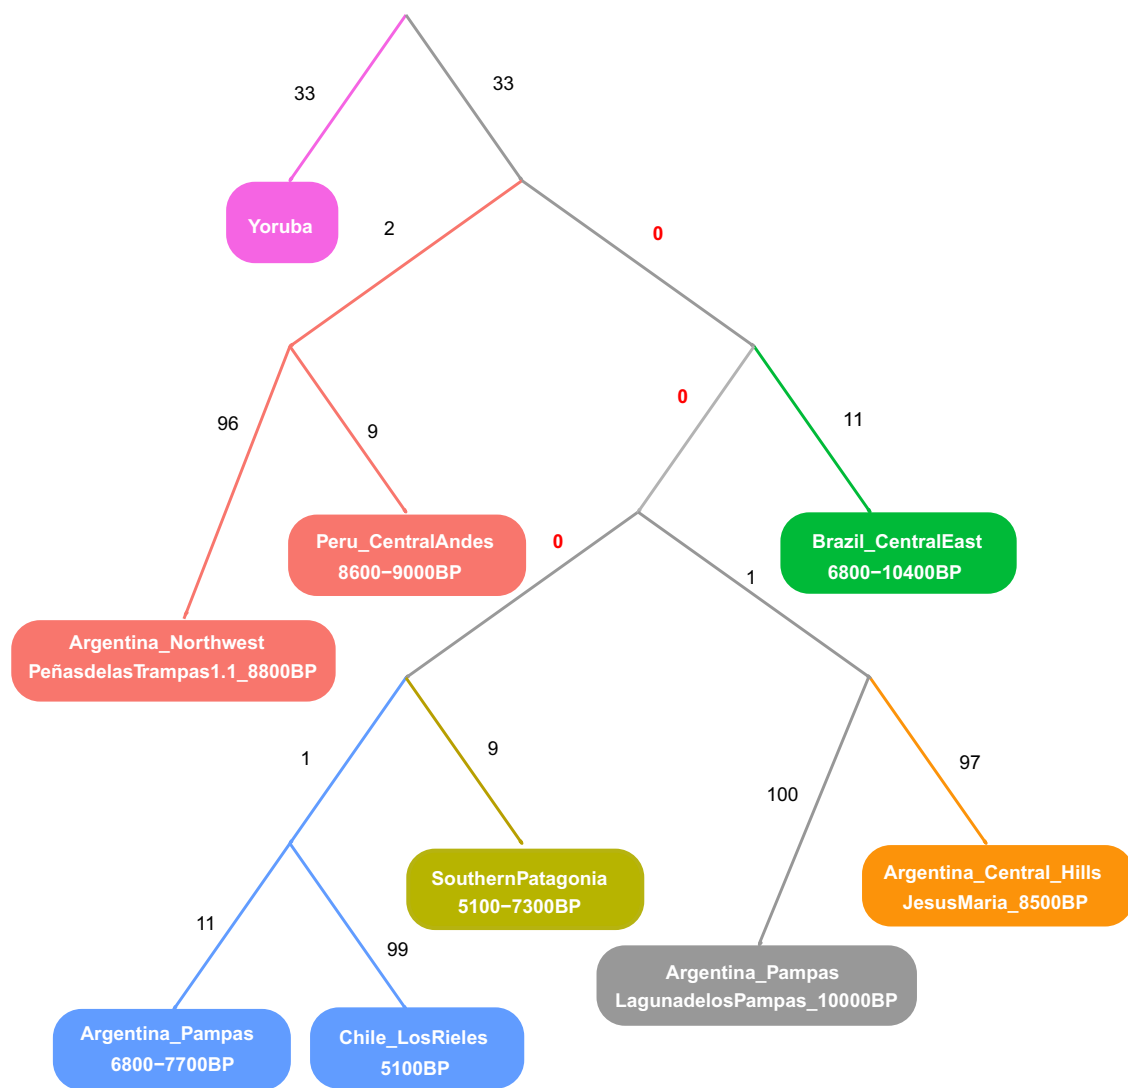 33
33
Yoruba
2
0
96
9
0
11
Peru_CentralAndes
8600−9000BP
0
Brazil_CentralEast
6800−10400BP
1
Argentina_Northwest
PeñasdelasTrampas1.1_8800BP
1
9
100
97
SouthernPatagonia
5100−7300BP
Argentina_Central_Hills
JesusMaria_8500BP
11
99
Argentina_Pampas
LagunadelosPampas_10000BP
Argentina_Pampas
6800−7700BP
Chile_LosRieles
5100BP